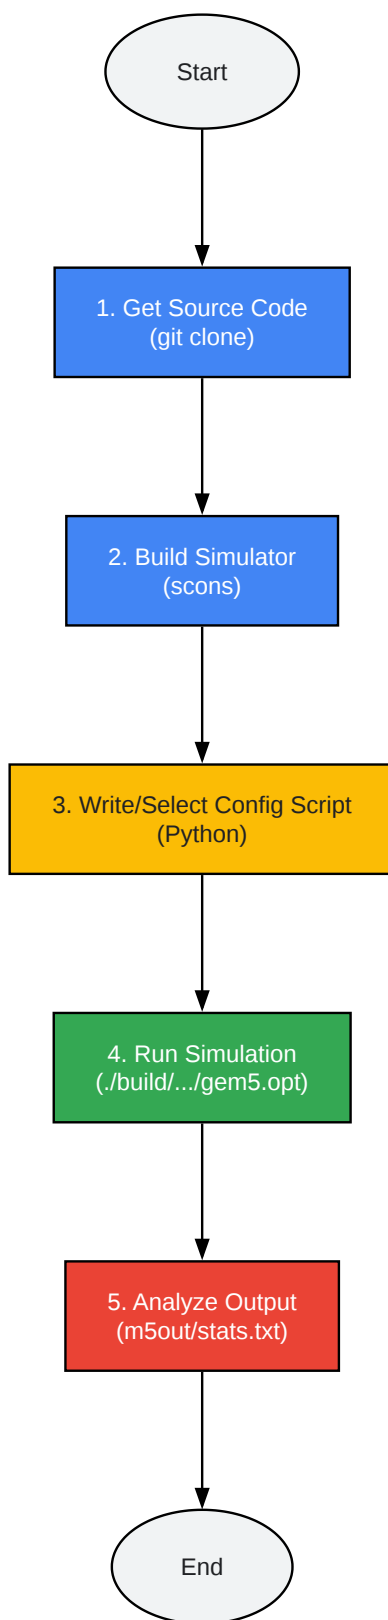 Start
1. Get Source Code
(git clone)
2. Build Simulator
(scons)
3. Write/Select Config Script
(Python)
4. Run Simulation
(./build/.../gem5.opt)
5. Analyze Output
(m5out/stats.txt)
End